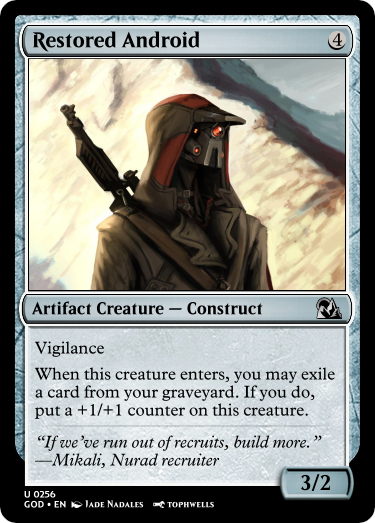 Restored Android 4
Artifact Creature — Construct
Vigilance
When this creature enters, you may exile
a card from your graveyard. If you do,
put a +1/+1 counter on this creature.
“If we’ve run out of recruits, build more.”
—Mikali, Nurad recruiter
3/2
U 0256
GOD • EN Jade Nadales TOPHWELLS